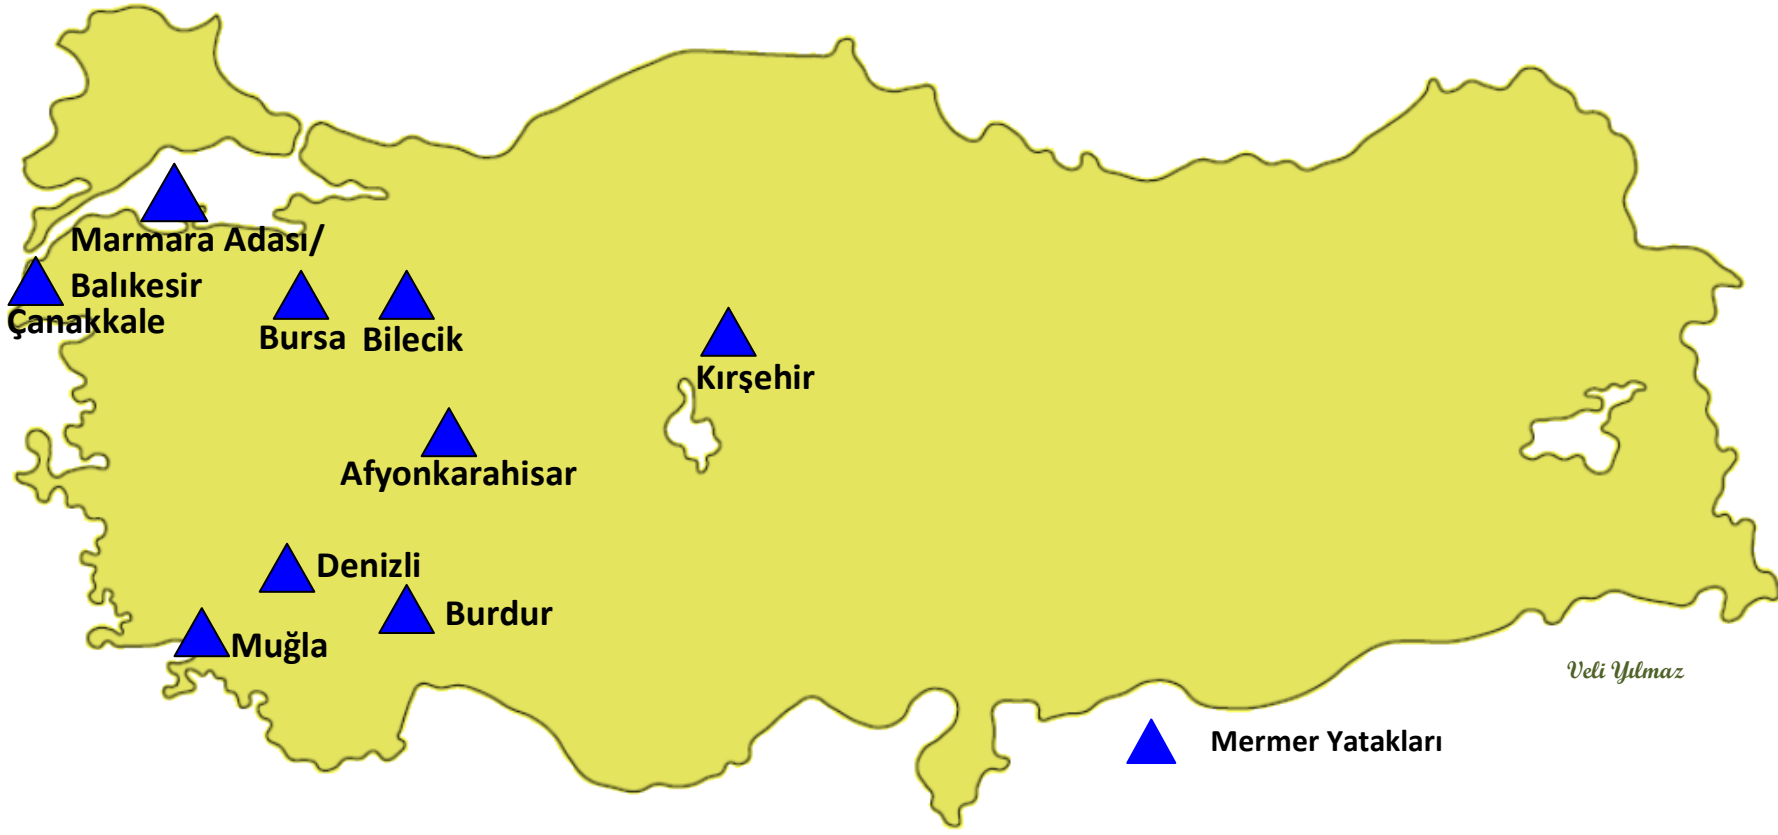 Marmara Adası/
Balıkesir
Çanakkale
Bursa
Bilecik
Kırşehir
Afyonkarahisar
Denizli
Burdur
Muğla
Veli Yılmaz
Mermer Yatakları